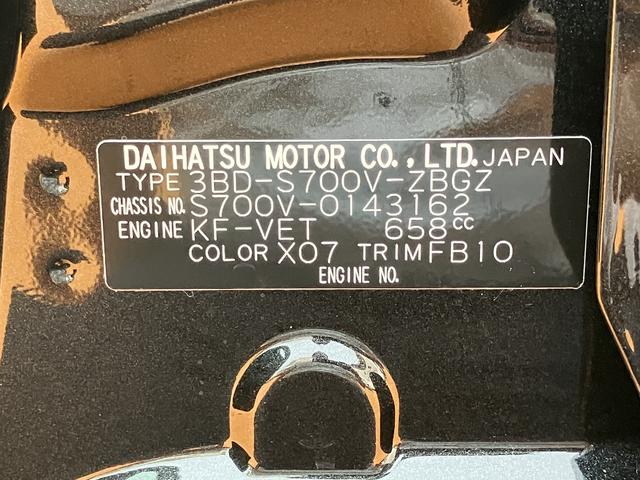 DAIHATSU MOTOR CO.,LTD. JAPAN
TYPE 3BD-S700V-ZBGZ
CHASSIS NO. S700V-0143162
ENGINE KF-VET 658cc
COLOR X07 TRIM FB10
ENGINE NO.